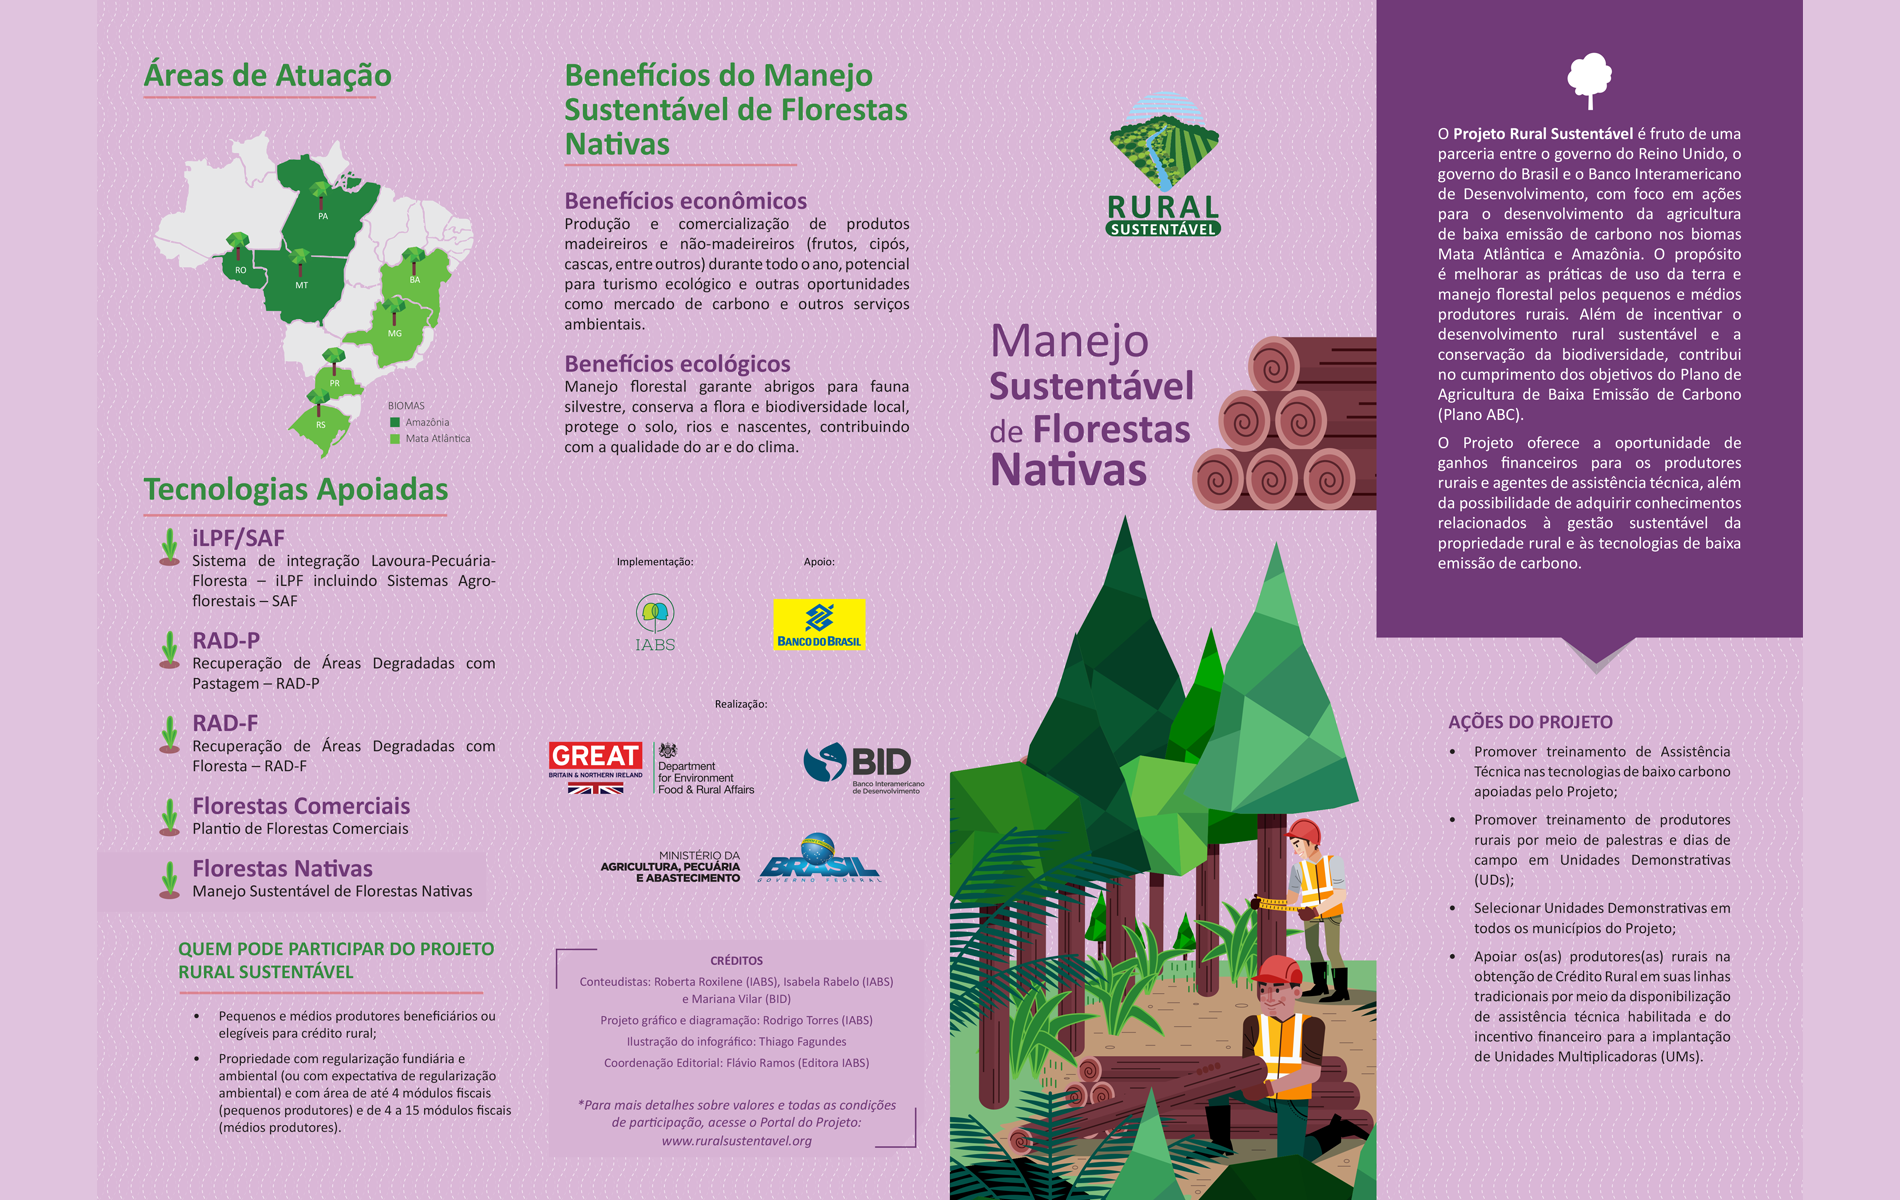 Áreas de Atuação
PA
RO
MT
BA
MG
PR
RS
BIOMAS
Amazônia
Mata Atlântica
Tecnologias Apoiadas
iLPF/SAF
Sistema de integração Lavoura-Pecuária-
Floresta – iLPF incluindo Sistemas Agro-
florestais – SAF
RAD-P
Recuperação de Áreas Degradadas com
Pastagem – RAD-P
RAD-F
Recuperação de Áreas Degradadas com
Floresta – RAD-F
Florestas Comerciais
Plantio de Florestas Comerciais
Florestas Nativas
Manejo Sustentável de Florestas Nativas
QUEM PODE PARTICIPAR DO PROJETO
RURAL SUSTENTÁVEL
• Pequenos e médios produtores beneficiários ou
elegíveis para crédito rural;
• Propriedade com regularização fundiária e
ambiental (ou com expectativa de regularização
ambiental) e com área de até 4 módulos fiscais
(pequenos produtores) e de 4 a 15 módulos fiscais
(médios produtores).
Benefícios do Manejo
Sustentável de Florestas
Nativas
Benefícios econômicos
Produção e comercialização de produtos
madeireiros e não-madeireiros (frutos, cipós,
cascas, entre outros) durante todo o ano, potencial
para turismo ecológico e outras oportunidades
como mercado de carbono e outros serviços
ambientais.
Benefícios ecológicos
Manejo florestal garante abrigos para fauna
silvestre, conserva a flora e biodiversidade local,
protege o solo, rios e nascentes, contribuindo
com a qualidade do ar e do clima.
Implementação:
Apoio:
IABS
BANCO DO BRASIL
Realização:
GREAT
BRITAIN & NORTHERN IRELAND
Department
for Environment
Food & Rural Affairs
BID
Banco Interamericano
de Desenvolvimento
MINISTÉRIO DA
AGRICULTURA, PECUÁRIA
E ABASTECIMENTO
BRASIL
GOVERNO FEDERAL
CRÉDITOS
Conteudistas: Roberta Roxilene (IABS), Isabela Rabelo (IABS)
e Mariana Vilar (BID)
Projeto gráfico e diagramação: Rodrigo Torres (IABS)
Ilustração do infográfico: Thiago Fagundes
Coordenação Editorial: Flávio Ramos (Editora IABS)
*Para mais detalhes sobre valores e todas as condições
de participação, acesse o Portal do Projeto:
www.ruralsustentavel.org
RURAL
SUSTENTÁVEL
Manejo
Sustentável
de Florestas
Nativas
O Projeto Rural Sustentável é fruto de uma
parceria entre o governo do Reino Unido, o
governo do Brasil e o Banco Interamericano
de Desenvolvimento, com foco em ações
para o desenvolvimento da agricultura
de baixa emissão de carbono nos biomas
Mata Atlântica e Amazônia. O propósito
é melhorar as práticas de uso da terra e
manejo florestal pelos pequenos e médios
produtores rurais. Além de incentivar o
desenvolvimento rural sustentável e a
conservação da biodiversidade, contribui
no cumprimento dos objetivos do Plano de
Agricultura de Baixa Emissão de Carbono
(Plano ABC).
O Projeto oferece a oportunidade de
ganhos financeiros para os produtores
rurais e agentes de assistência técnica, além
da possibilidade de adquirir conhecimentos
relacionados à gestão sustentável da
propriedade rural e às tecnologias de baixa
emissão de carbono.
AÇÕES DO PROJETO
• Promover treinamento de Assistência
Técnica nas tecnologias de baixo carbono
apoiadas pelo Projeto;
• Promover treinamento de produtores
rurais por meio de palestras e dias de
campo em Unidades Demonstrativas
(UDs);
• Selecionar Unidades Demonstrativas em
todos os municípios do Projeto;
• Apoiar os(as) produtores(as) rurais na
obtenção de Crédito Rural em suas linhas
tradicionais por meio da disponibilização
de assistência técnica habilitada e do
incentivo financeiro para a implantação
de Unidades Multiplicadoras (UMs).